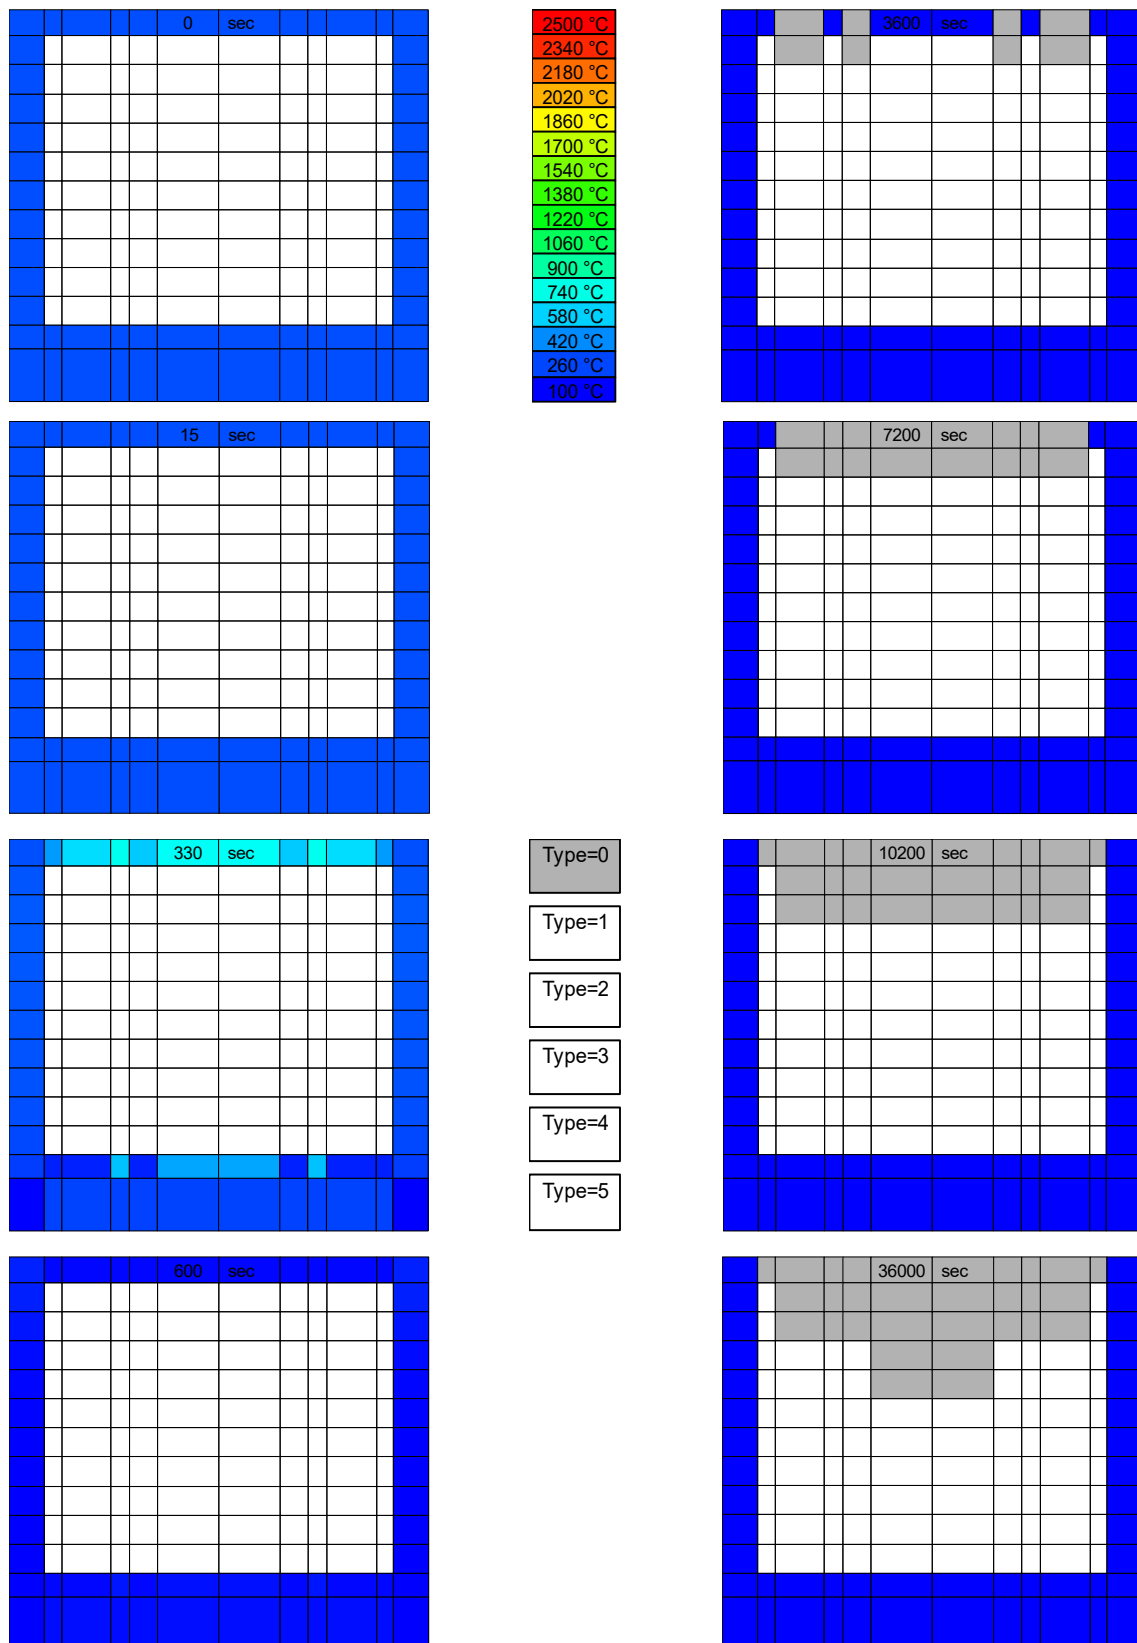 0 sec
2500 °C
2340 °C
2180 °C
2020 °C
1860 °C
1700 °C
1540 °C
1380 °C
1220 °C
1060 °C
900 °C
740 °C
580 °C
420 °C
260 °C
100 °C
3600 sec
15 sec
7200 sec
330 sec
Type=0
Type=1
Type=2
Type=3
Type=4
Type=5
10200 sec
600 sec
36000 sec